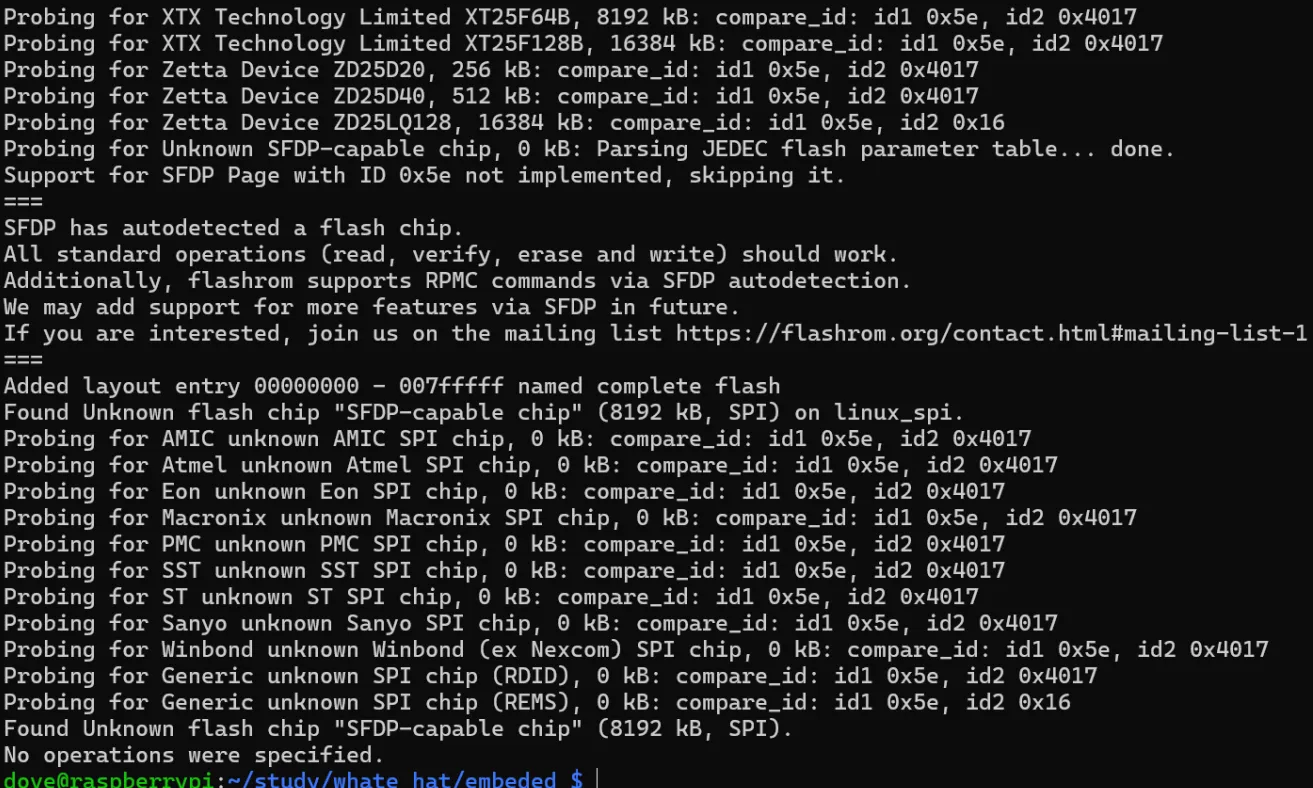 Probing for XTX Technology Limited XT25F64B, 8192 kB: compare_id: id1 0x5e, id2 0x4017
Probing for XTX Technology Limited XT25F128B, 16384 kB: compare_id: id1 0x5e, id2 0x4017
Probing for Zetta Device ZD25D20, 256 kB: compare_id: id1 0x5e, id2 0x4017
Probing for Zetta Device ZD25D40, 512 kB: compare_id: id1 0x5e, id2 0x4017
Probing for Zetta Device ZD25LQ128, 16384 kB: compare_id: id1 0x5e, id2 0x16
Probing for Unknown SFDP-capable chip, 0 kB: Parsing JEDEC flash parameter table... done.
Support for SFDP Page with ID 0x5e not implemented, skipping it.
===
SFDP has autodetected a flash chip.
All standard operations (read, verify, erase and write) should work.
Additionally, flashrom supports RPMC commands via SFDP autodetection.
We may add support for more features via SFDP in future.
If you are interested, join us on the mailing list https://flashrom.org/contact.html#mailing-list-1
===
Added layout entry 00000000 - 007fffff named complete flash
Found Unknown flash chip "SFDP-capable chip" (8192 kB, SPI) on linux_spi.
Probing for AMIC unknown AMIC SPI chip, 0 kB: compare_id: id1 0x5e, id2 0x4017
Probing for Atmel unknown Atmel SPI chip, 0 kB: compare_id: id1 0x5e, id2 0x4017
Probing for Eon unknown Eon SPI chip, 0 kB: compare_id: id1 0x5e, id2 0x4017
Probing for Macronix unknown Macronix SPI chip, 0 kB: compare_id: id1 0x5e, id2 0x4017
Probing for PMC unknown PMC SPI chip, 0 kB: compare_id: id1 0x5e, id2 0x4017
Probing for SST unknown SST SPI chip, 0 kB: compare_id: id1 0x5e, id2 0x4017
Probing for ST unknown ST SPI chip, 0 kB: compare_id: id1 0x5e, id2 0x4017
Probing for Sanyo unknown Sanyo SPI chip, 0 kB: compare_id: id1 0x5e, id2 0x4017
Probing for Winbond unknown Winbond (ex Nexcom) SPI chip, 0 kB: compare_id: id1 0x5e, id2 0x4017
Probing for Generic unknown SPI chip (RDID), 0 kB: compare_id: id1 0x5e, id2 0x4017
Probing for Generic unknown SPI chip (REMS), 0 kB: compare_id: id1 0x5e, id2 0x16
Found Unknown flash chip "SFDP-capable chip" (8192 kB, SPI).
No operations were specified.
dove@raspberrypi:~/study/whate_hat/embeded $